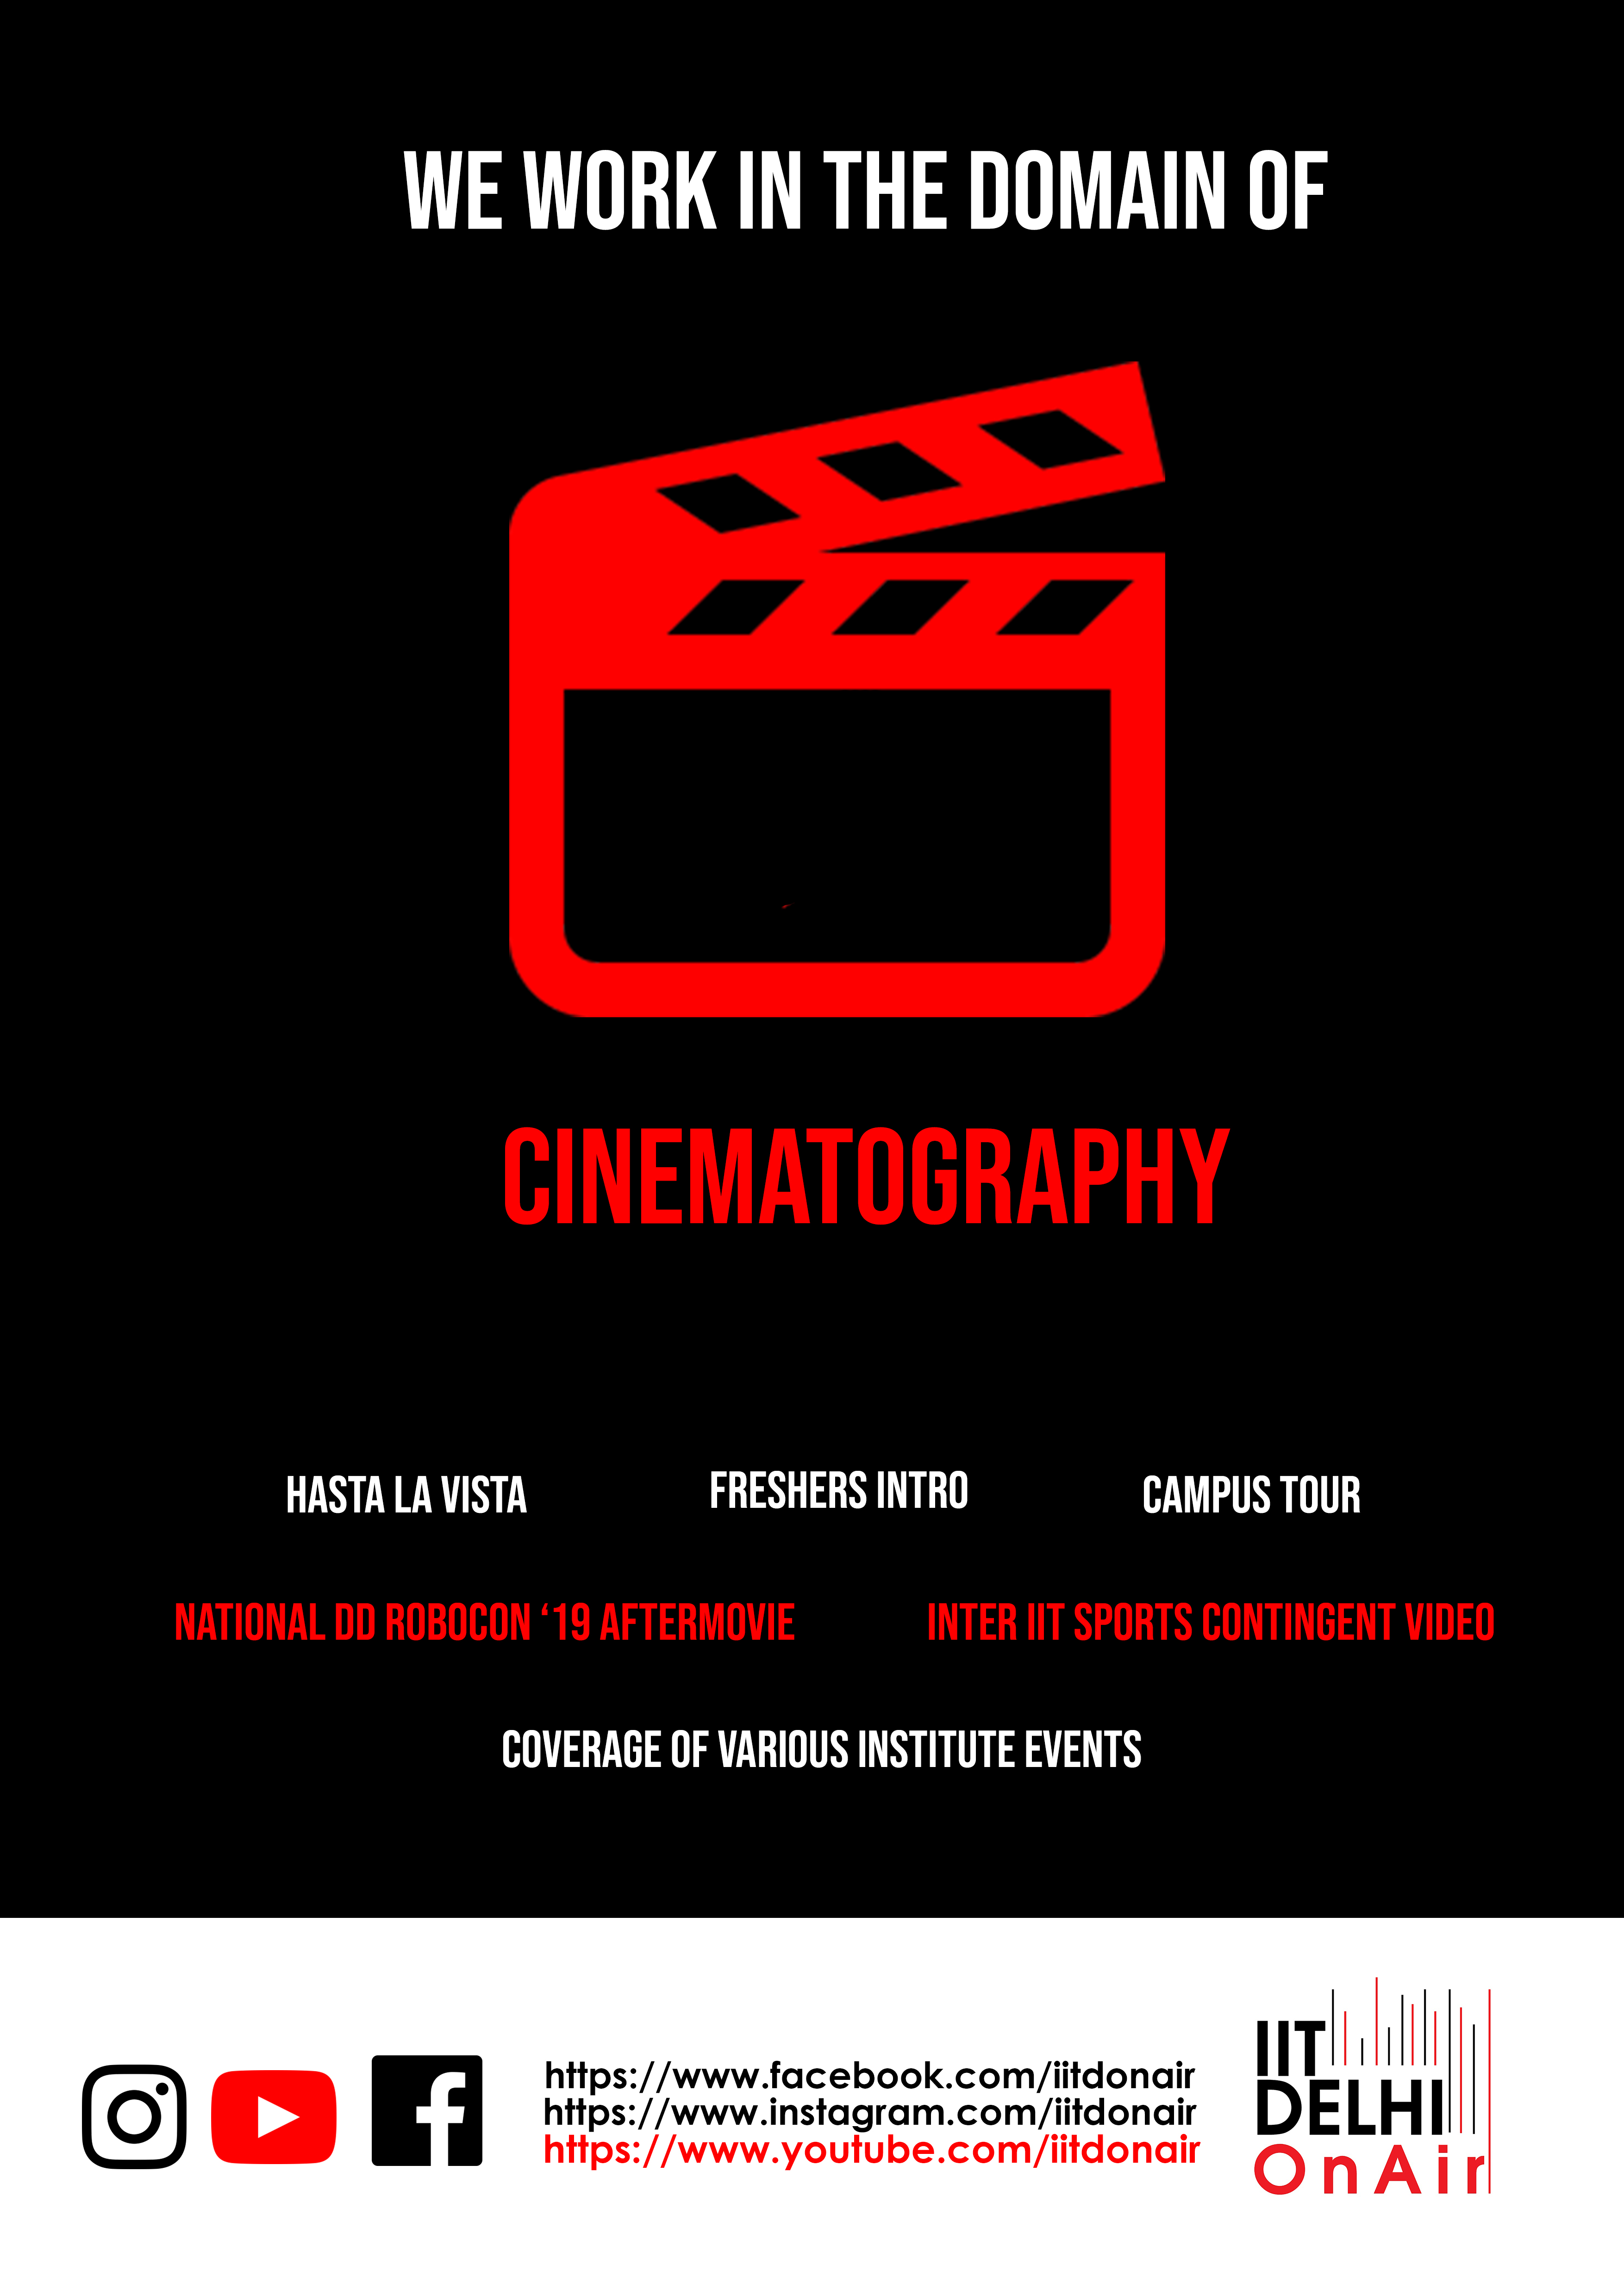 WE WORK IN THE DOMAIN OF
CINEMATOGRAPHY
HASTA LA VISTA
FRESHERS INTRO
CAMPUS TOUR
NATIONAL DD ROBOCON ‘19 AFTERMOVIE
INTER IIT SPORTS CONTINGENT VIDEO
COVERAGE OF VARIOUS INSTITUTE EVENTS
https://www.facebook.com/iitdonair
https://www.instagram.com/iitdonair
https://www.youtube.com/iitdonair
IIT
DELHI
OnAir